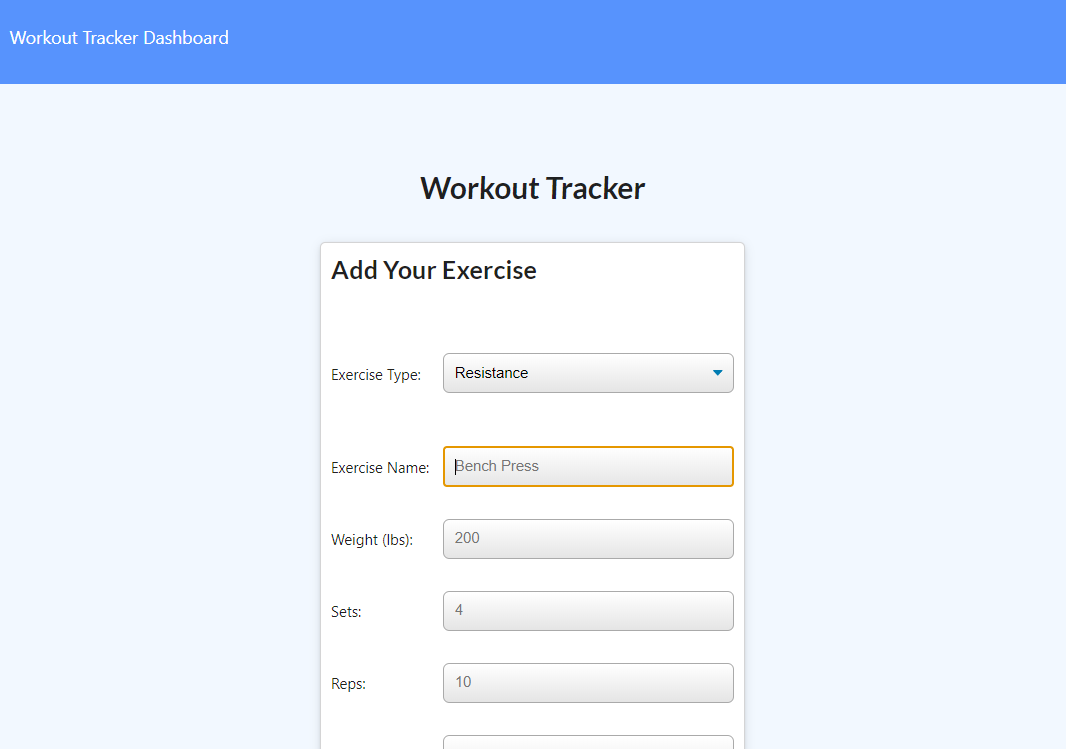 Workout Tracker Dashboard
Workout Tracker
Add Your Exercise
Exercise Type: Resistance
Exercise Name: Bench Press
Weight (lbs): 200
Sets: 4
Reps: 10